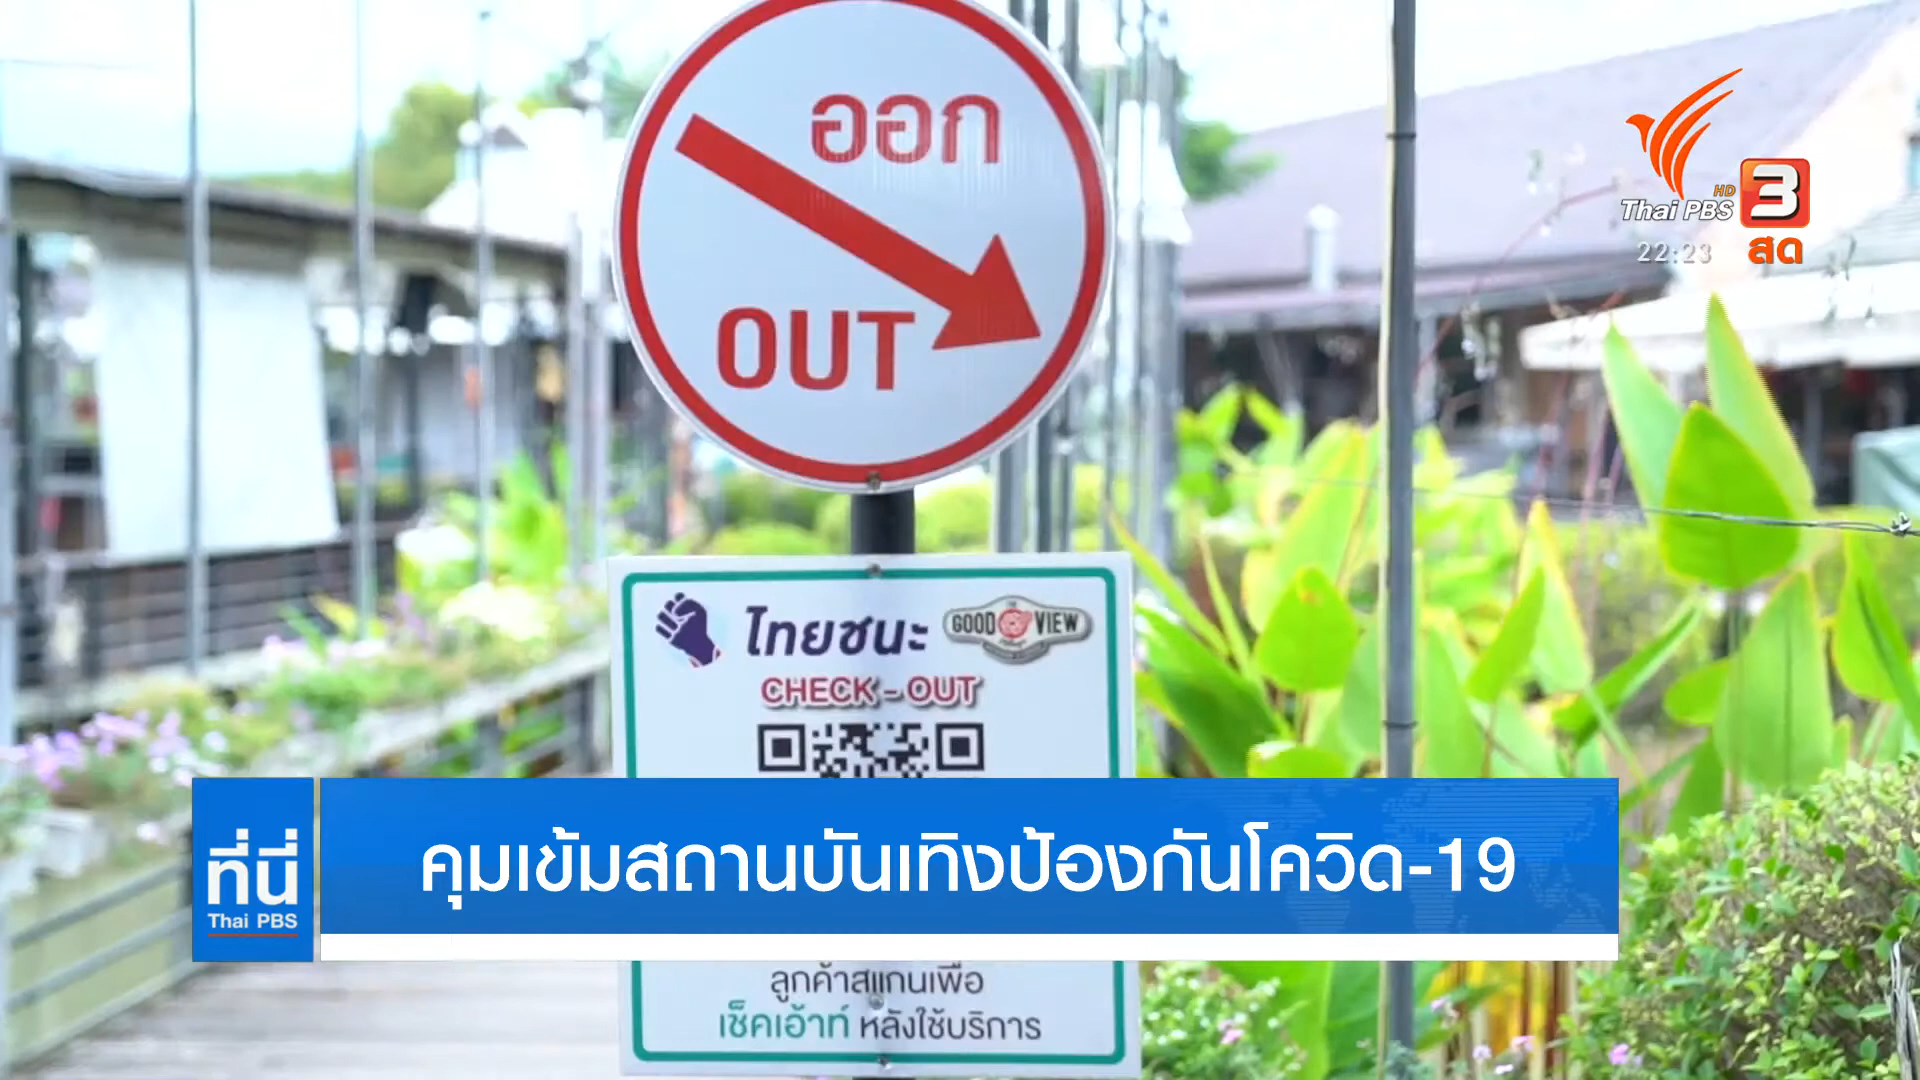 ออก
OUT
HD
Thai PBS
3
22:23
สด
ไทยชนะ
GOOD VIEW
CHECK - OUT
ที่นี่
Thai PBS
คุมเข้มสถานบันเทิงป้องกันโควิด-19
ลูกค้าสแกนเพื่อ
เช็คเอ้าท์ หลังใช้บริการ